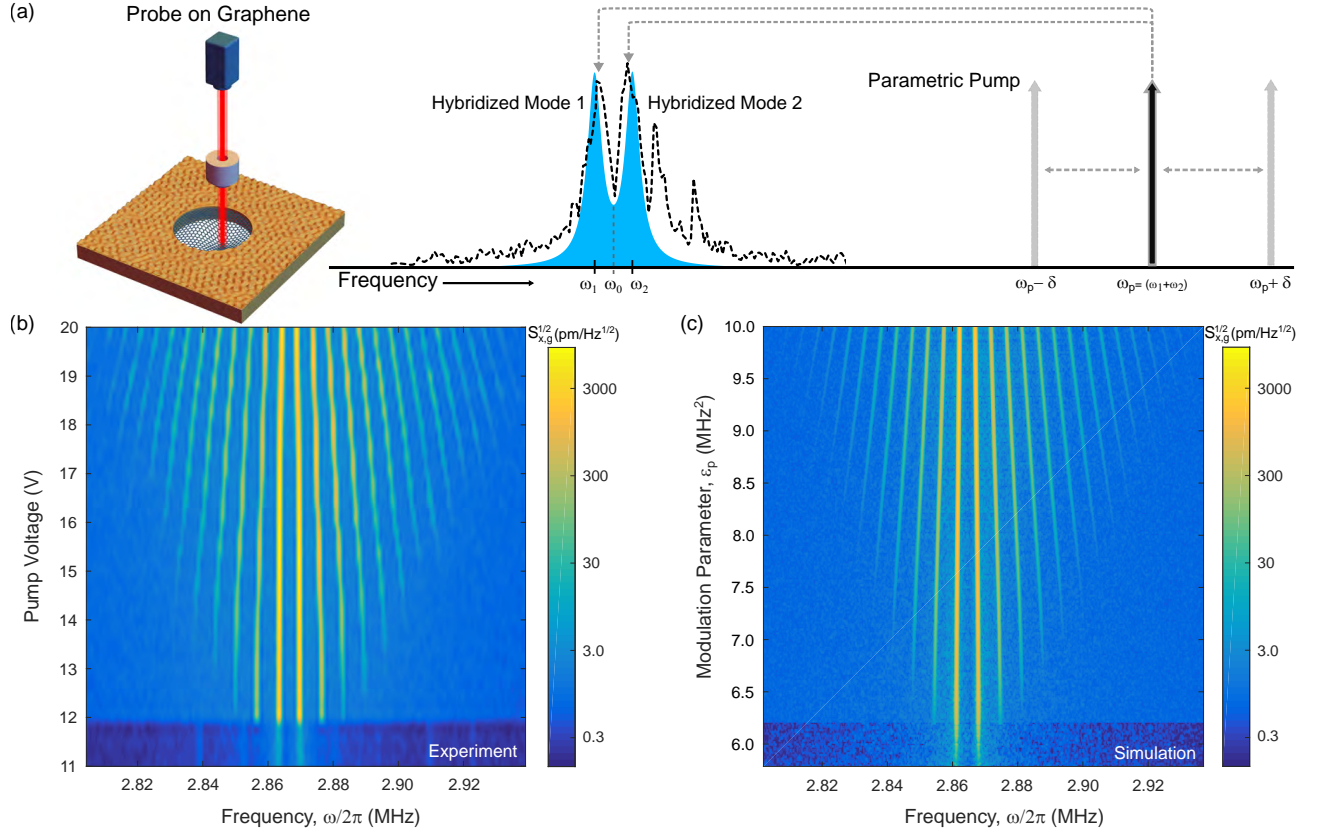 (a)
Probe on Graphene
Hybridized Mode 1
Hybridized Mode 2
Parametric Pump
Frequency
ω1 ω0 ω2
ωp− δ
ωp= (ω1+ω2)
ωp+ δ
(b)
S1/2x,g (pm/Hz1/2)
20
19
18
17
16
15
14
13
12
11
Pump Voltage (V)
3000
300
30
3.0
0.3
Experiment
2.82 2.84 2.86 2.88 2.90 2.92
Frequency, ω/2π (MHz)
(c)
S1/2x,g (pm/Hz1/2)
10.0
9.5
9.0
8.5
8.0
7.5
7.0
6.5
6.0
Modulation Parameter, εp (MHz2)
3000
300
30
3.0
0.3
Simulation
2.82 2.84 2.86 2.88 2.90 2.92
Frequency, ω/2π (MHz)